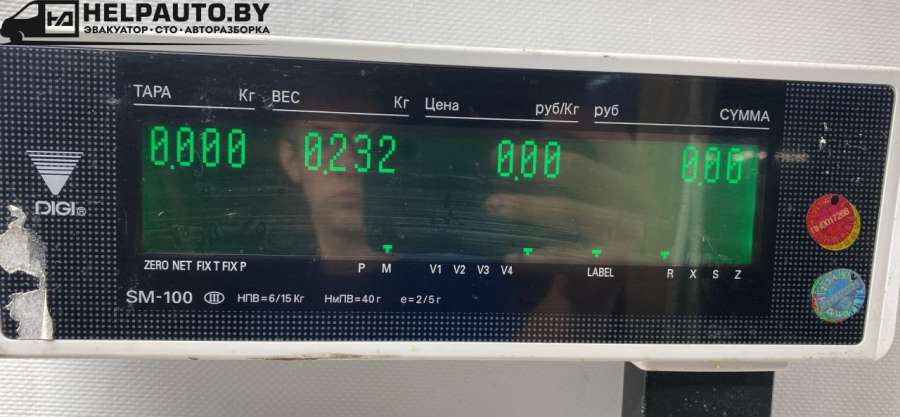 HELPAUTO.BY
ЭВАКУАТОР • СТО • АВТОРАЗБОРКА
ТАРА Кг ВЕС Кг Цена руб/Кг руб СУММА
0.000 0.232 0.00 0.00
DIGI®
ZERO NET FIX T FIX P P M V1 V2 V3 V4 LABEL R X S Z
SM-100 III НПВ=6/15 Кг НмПВ=40 г e=2/5 г